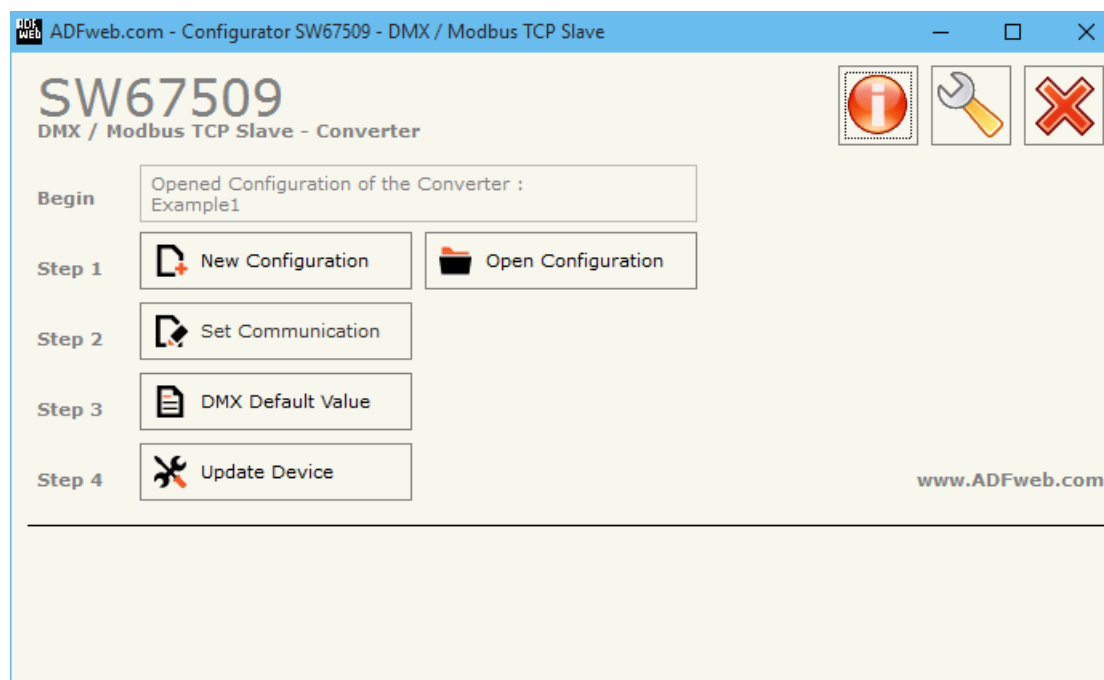 ADF
web
ADFweb.com - Configurator SW67509 - DMX / Modbus TCP Slave
SW67509
DMX / Modbus TCP Slave - Converter
Begin
Opened Configuration of the Converter :
Example1
Step 1
New Configuration
Open Configuration
Step 2
Set Communication
Step 3
DMX Default Value
Step 4
Update Device
www.ADFweb.com